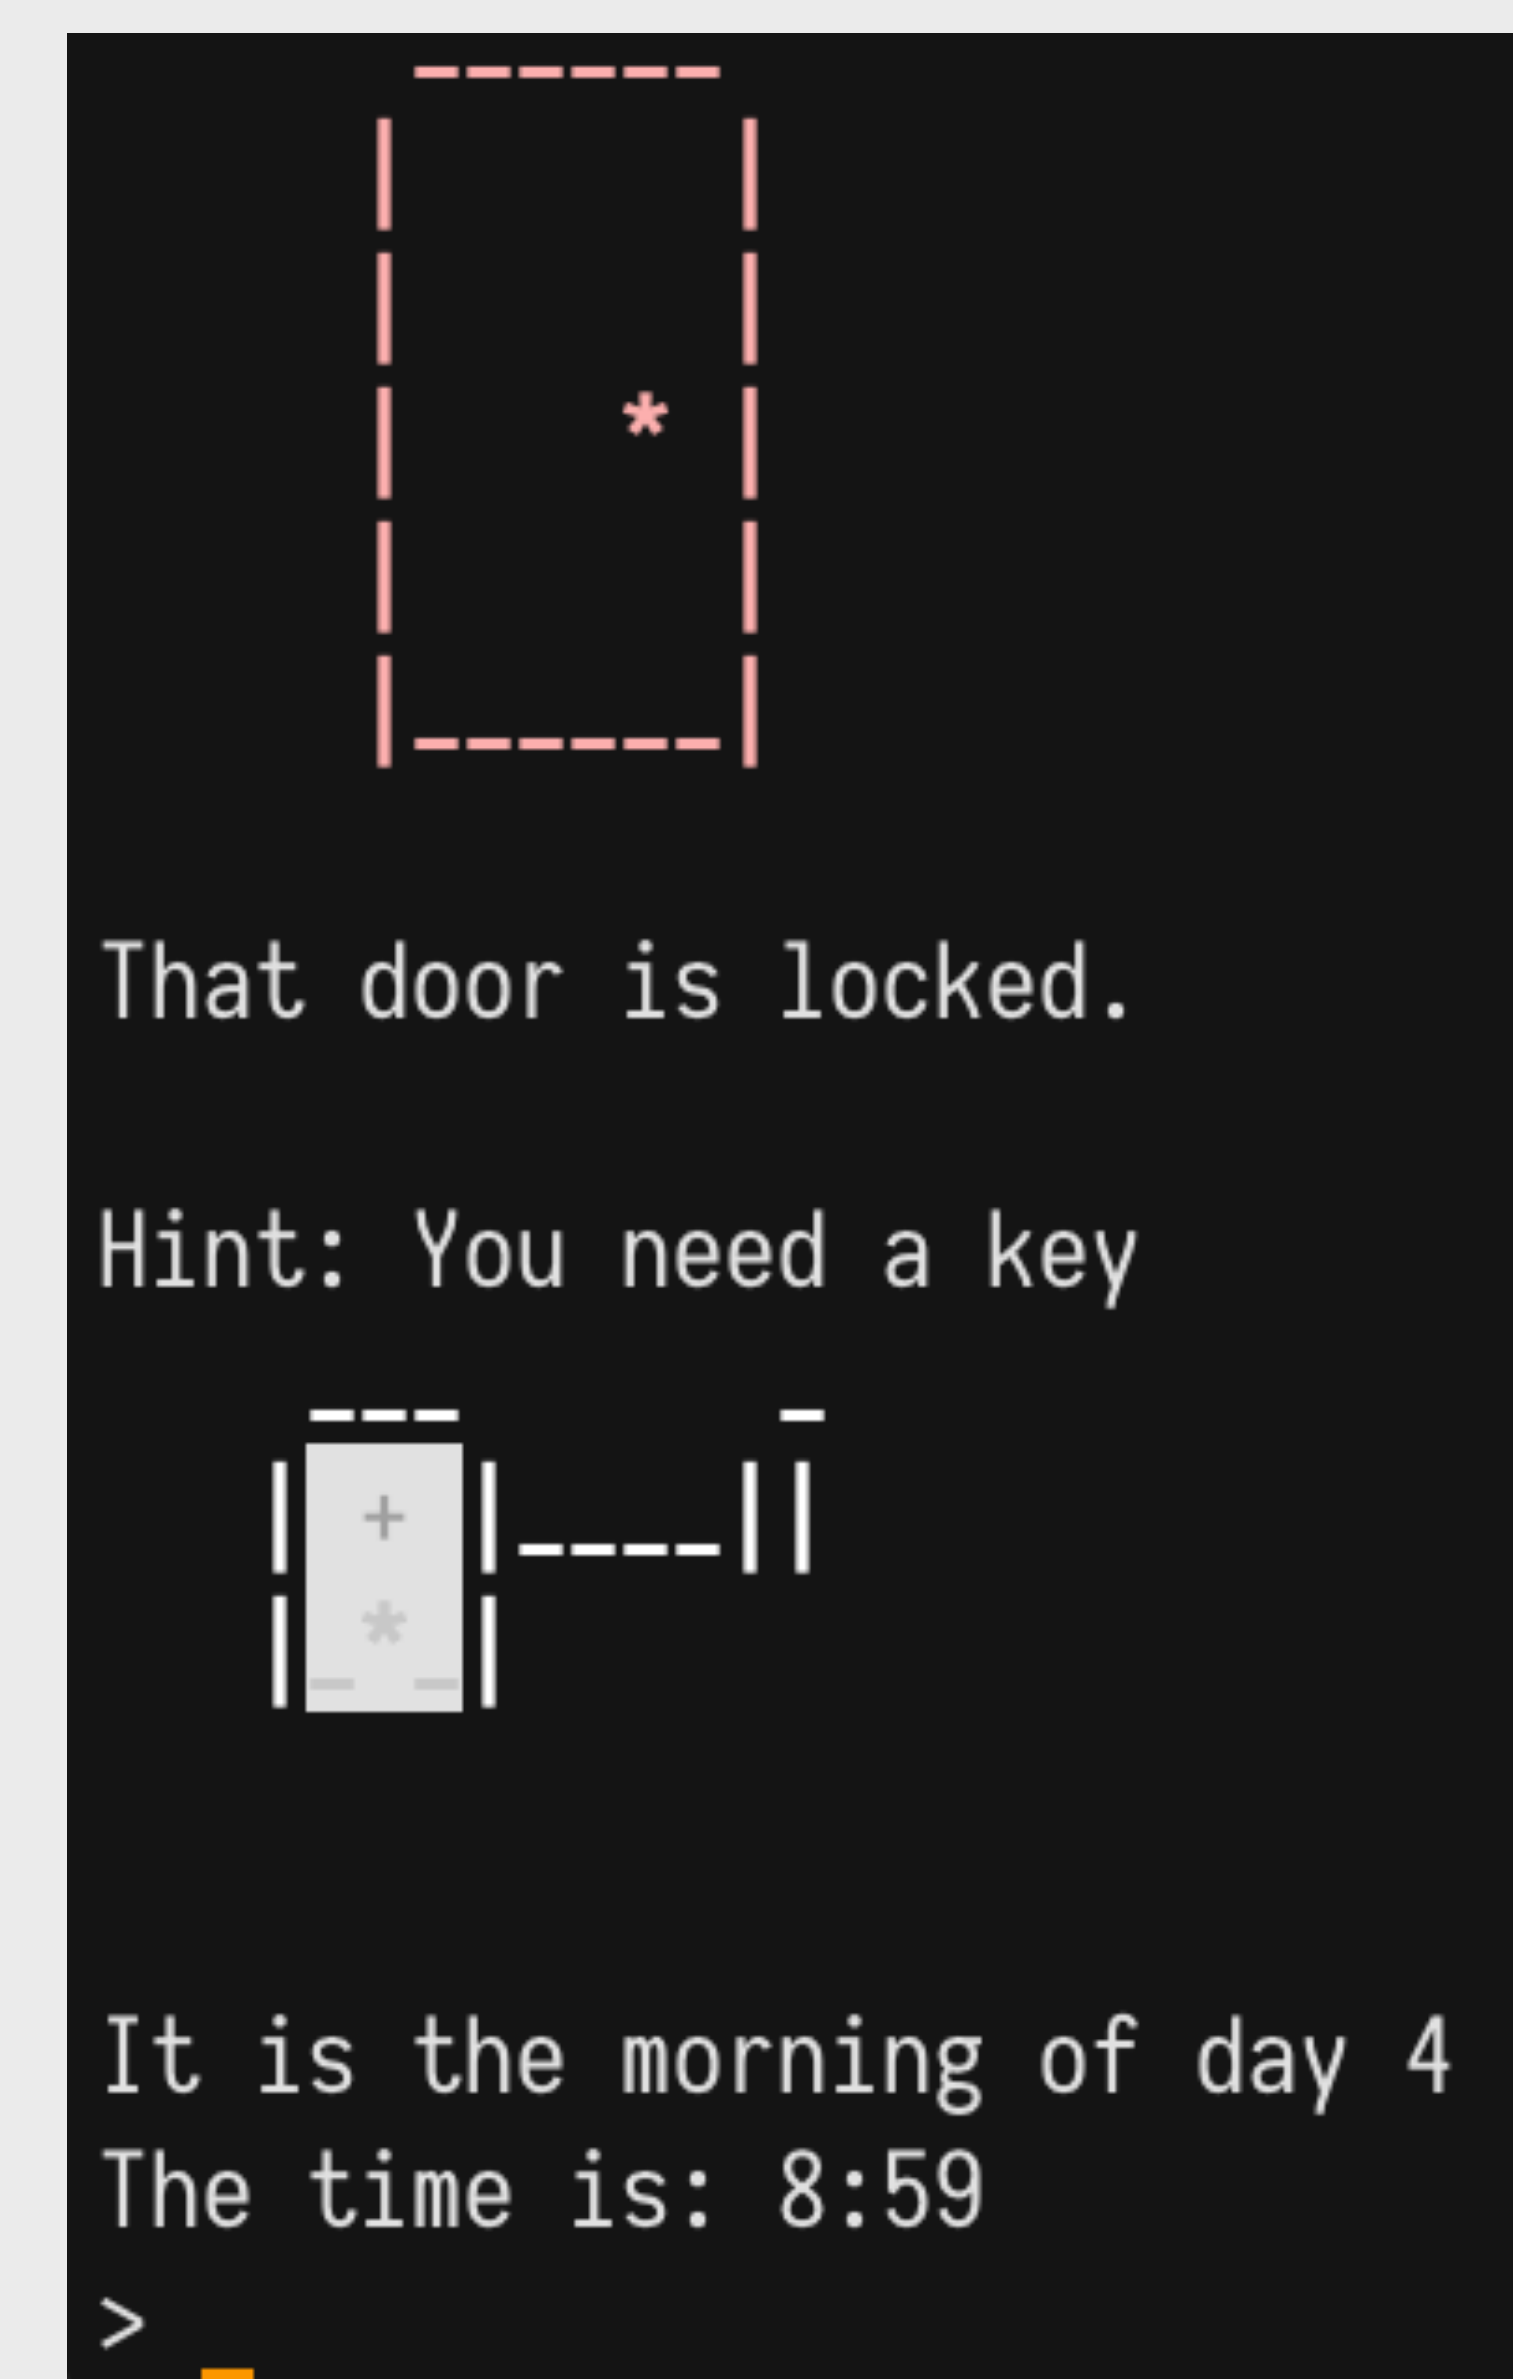 That door is locked.
Hint: You need a key
It is the morning of day 4
The time is: 8:59
>